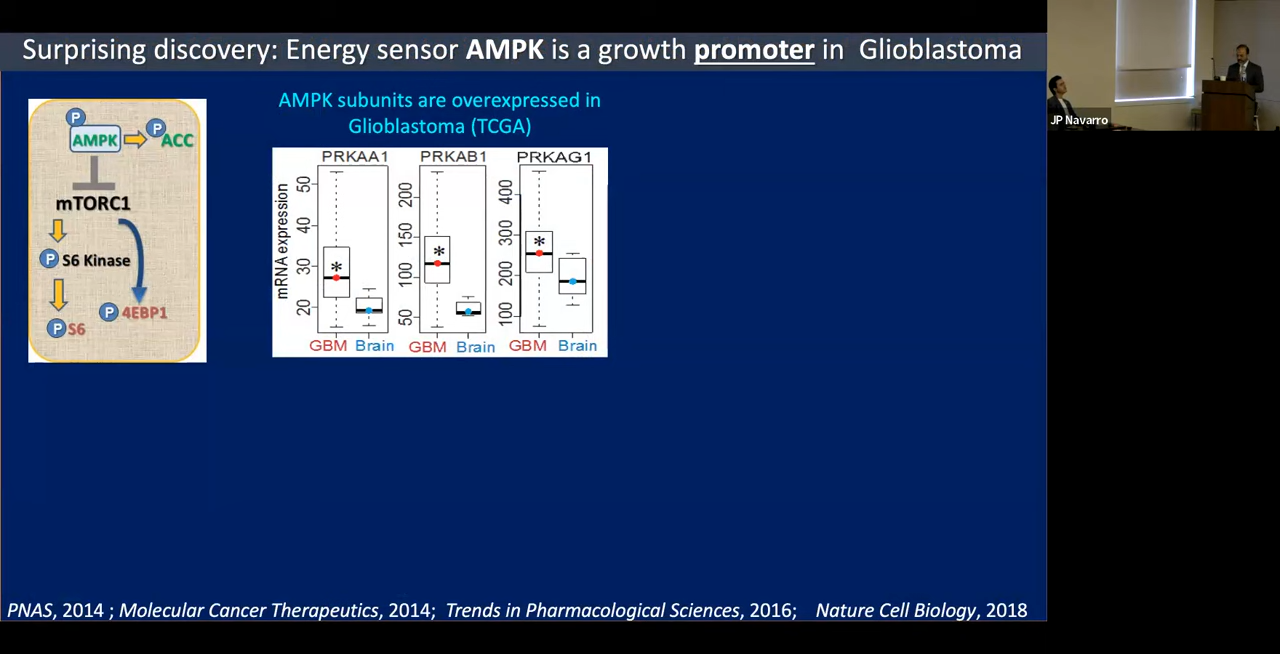 Surprising discovery: Energy sensor AMPK is a growth promoter in Glioblastoma
JP Navarro
P
P
AMPK
ACC
mTORC1
P S6 Kinase
P 4EBP1
P S6
AMPK subunits are overexpressed in
Glioblastoma (TCGA)
PRKAA1
PRKAB1
PRKAG1
mRNA expression
50
40
30
20
*
GBM Brain
200
150
100
50
*
GBM Brain
400
300
200
100
*
GBM Brain
PNAS, 2014 ; Molecular Cancer Therapeutics, 2014; Trends in Pharmacological Sciences, 2016; Nature Cell Biology, 2018